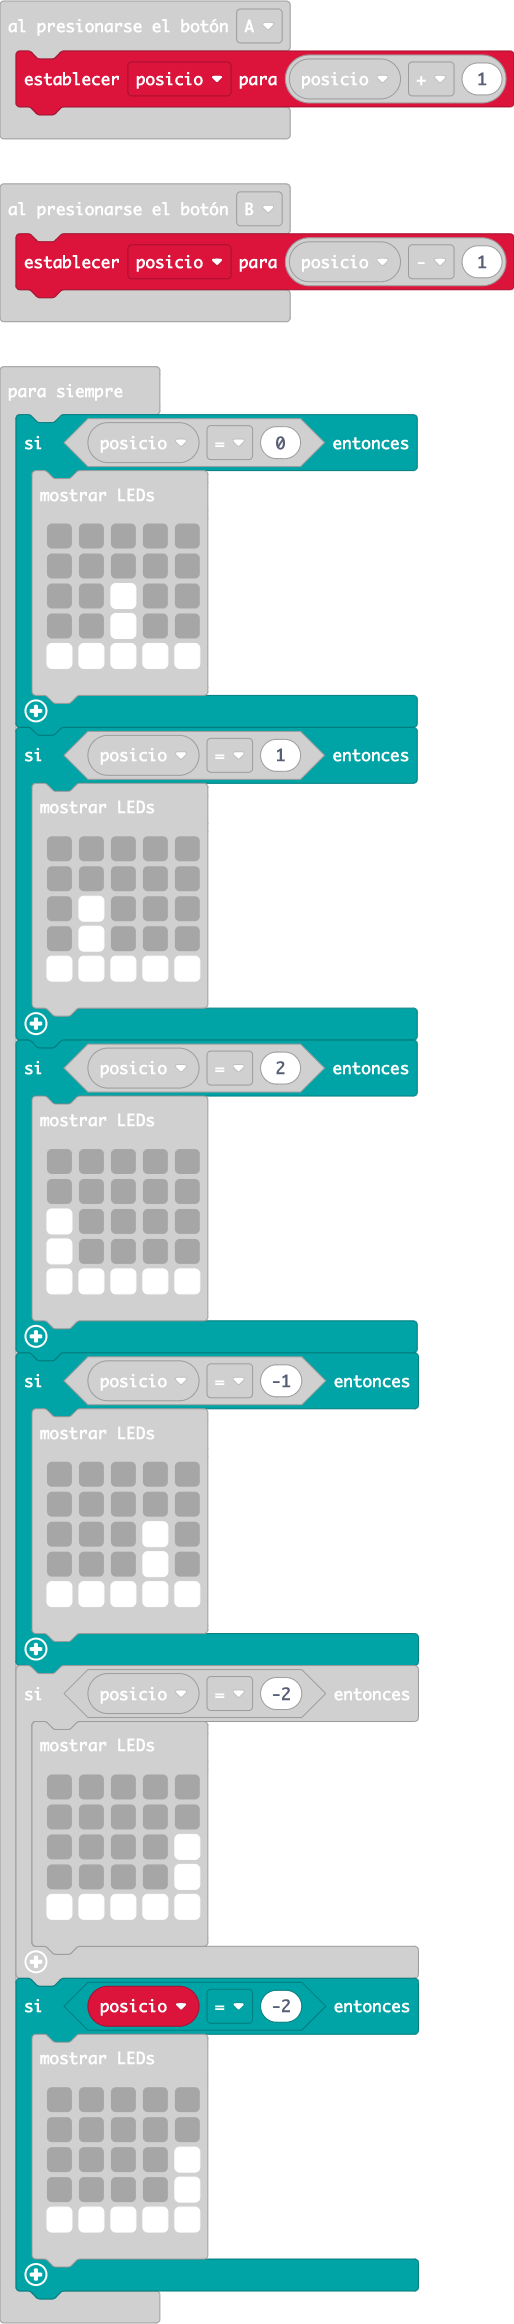 al presionarse el botón A
establecer posicio para posicio + 1
al presionarse el botón B
establecer posicio para posicio - 1
para siempre
si posicio = 0 entonces
mostrar LEDs
si posicio = 1 entonces
mostrar LEDs
si posicio = 2 entonces
mostrar LEDs
si posicio = -1 entonces
mostrar LEDs
si posicio = -2 entonces
mostrar LEDs
si posicio = -2 entonces
mostrar LEDs